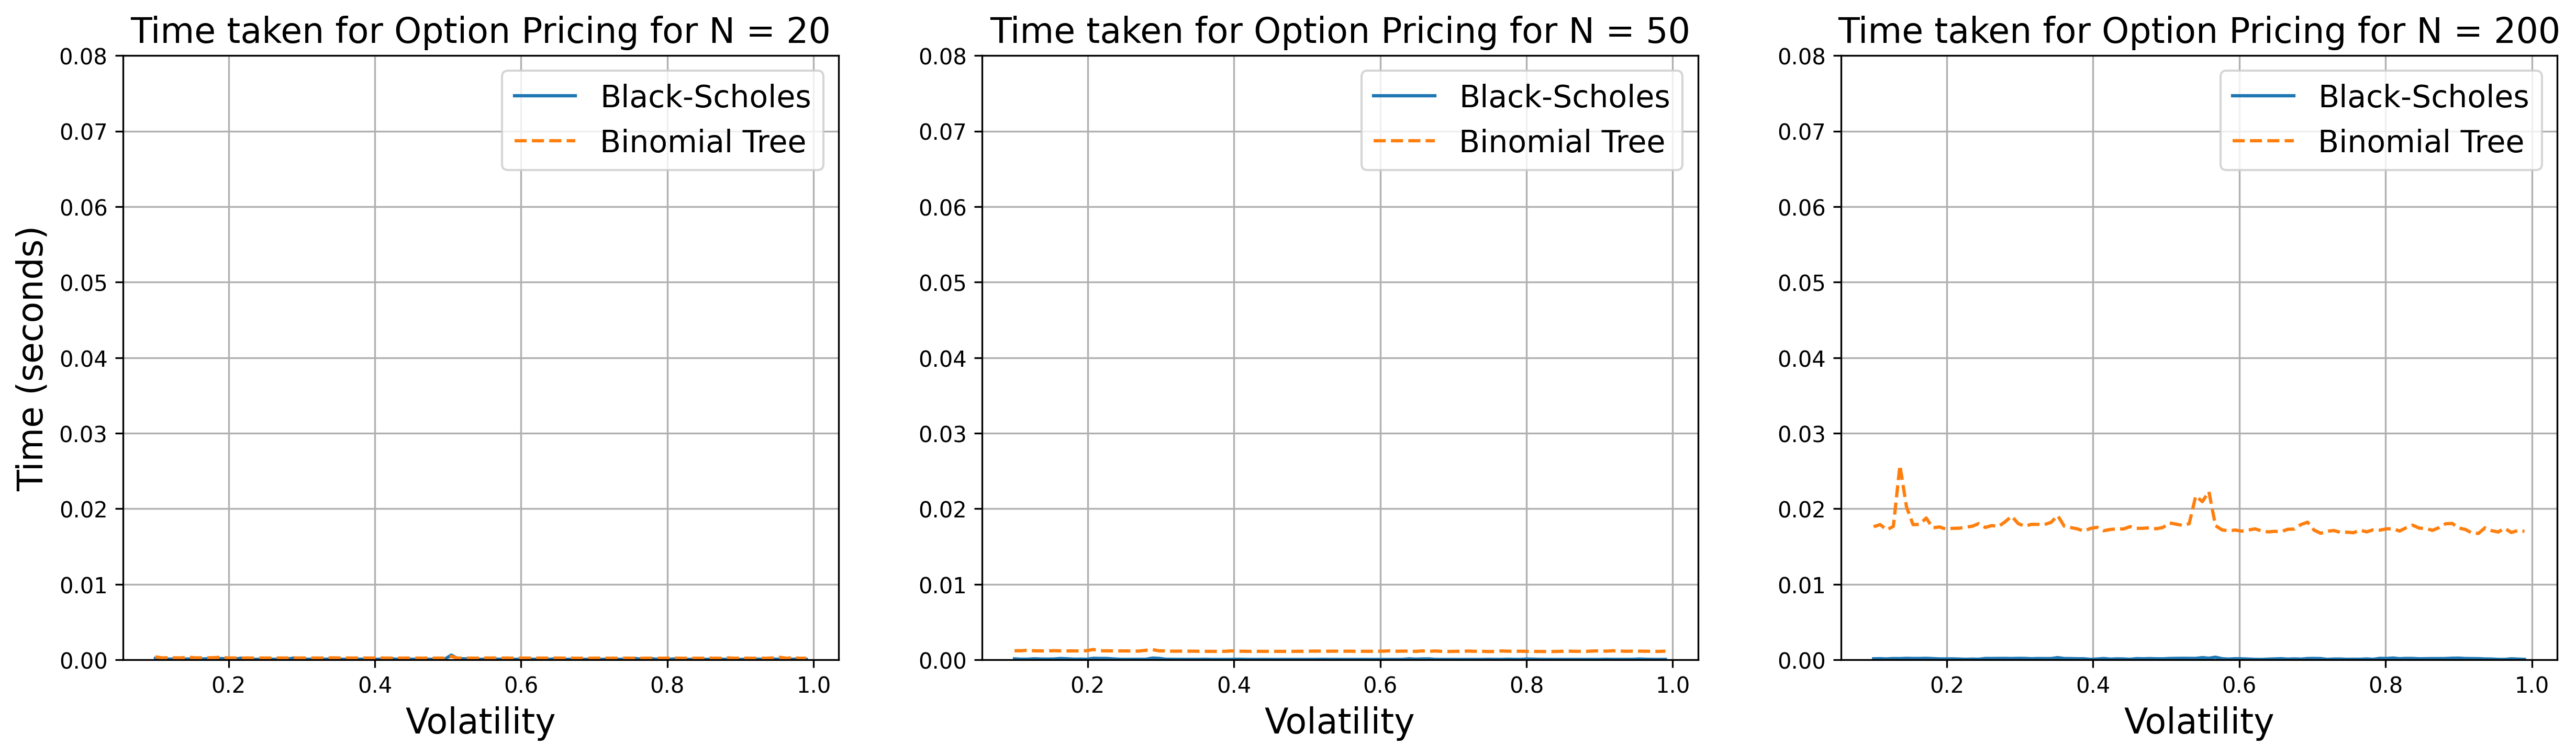 Time taken for Option Pricing for N = 20
0.08
0.07
0.06
0.05
0.04
0.03
0.02
0.01
0.00
Time (seconds)
Black-Scholes
Binomial Tree
0.2 0.4 0.6 0.8 1.0
Volatility
Time taken for Option Pricing for N = 50
0.08
0.07
0.06
0.05
0.04
0.03
0.02
0.01
0.00
Black-Scholes
Binomial Tree
0.2 0.4 0.6 0.8 1.0
Volatility
Time taken for Option Pricing for N = 200
0.08
0.07
0.06
0.05
0.04
0.03
0.02
0.01
0.00
Black-Scholes
Binomial Tree
0.2 0.4 0.6 0.8 1.0
Volatility